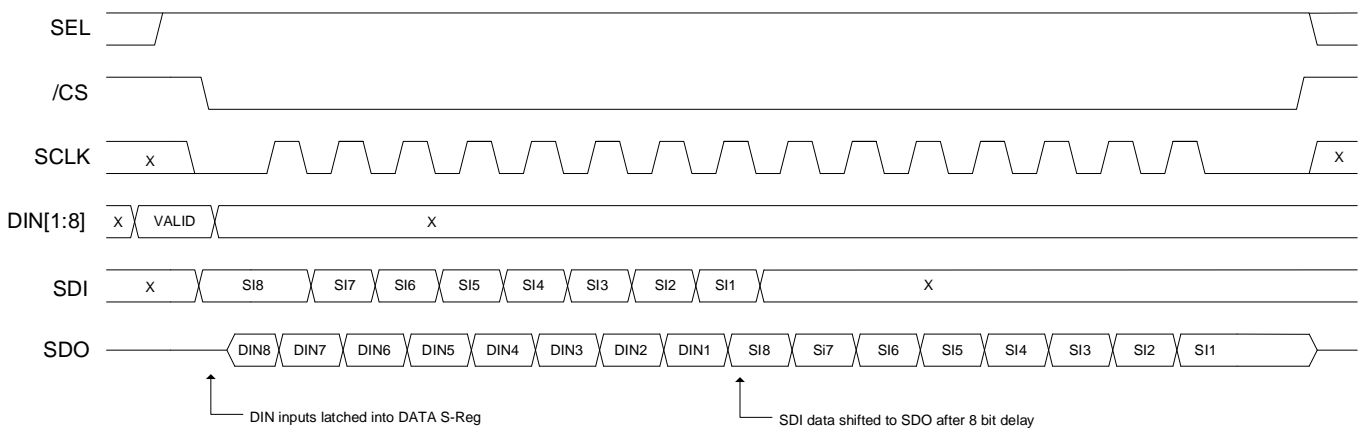 SEL
/CS
SCLK X X
DIN[1:8] X VALID X
SDI X SI8 SI7 SI6 SI5 SI4 SI3 SI2 SI1 X
SDO DIN8 DIN7 DIN6 DIN5 DIN4 DIN3 DIN2 DIN1 SI8 Si7 SI6 SI5 SI4 SI3 SI2 SI1
DIN inputs latched into DATA S-Reg SDI data shifted to SDO after 8 bit delay